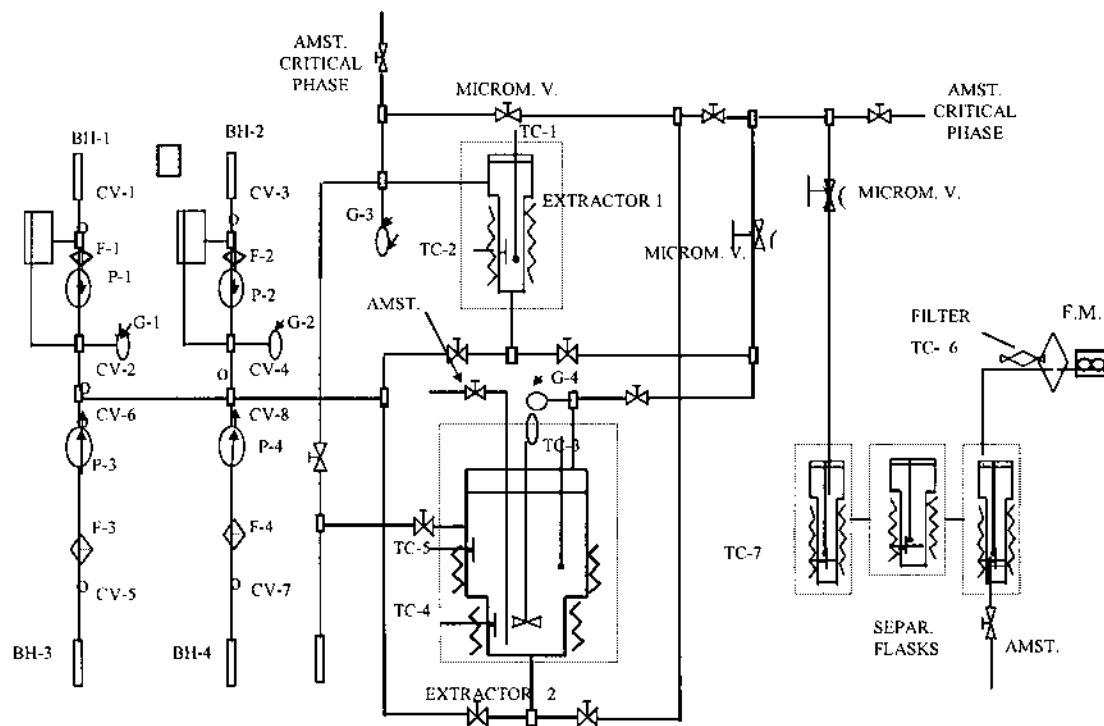 AMST.
CRITICAL
PHASE
MICROM. V.
AMST.
CRITICAL
PHASE
BH-1
BH-2
TC-1
CV-1
CV-3
EXTRACTOR 1
MICROM. V.
G-3
TC-2
MICROM. V.
F-1
F-2
P-1
P-2
AMST.
G-1
G-2
FILTER
F.M.
TC- 6
CV-2
CV-4
G-4
CV-6
CV-8
TC-3
P-3
P-4
F-3
F-4
TC-5
TC-7
CV-5
CV-7
TC-4
BH-3
BH-4
SEPAR.
FLASKS
AMST.
EXTRACTOR 2